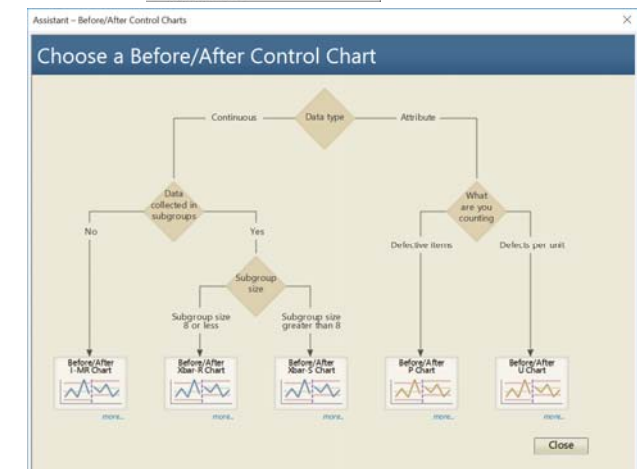 Assistant – Before/After Control Charts
Choose a Before/After Control Chart
Continuous
Data type
Attribute
Data
collected in
subgroups
What
are you
counting
No
Yes
Defective items
Defects per unit
Subgroup
size
Subgroup size
8 or less
Subgroup size
greater than 8
Before/After
I-MR Chart
Before/After
Xbar-R Chart
Before/After
Xbar-S Chart
Before/After
P Chart
Before/After
U Chart
more...
more...
more...
more...
more...
Close